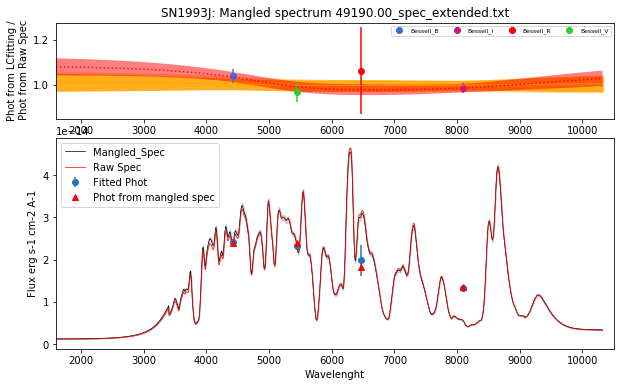 SN1993J: Mangled spectrum 49190.00_spec_extended.txt
Phot from LCfitting /
Phot from Raw Spec
1.2
1.0
Bessell_B
Bessell_I
Bessell_R
Bessell_V
2000 3000 4000 5000 6000 7000 8000 9000 10000
1e−14
Flux erg s-1 cm-2 A-1
4
3
2
1
0
Mangled_Spec
Raw Spec
Fitted Phot
Phot from mangled spec
2000 3000 4000 5000 6000 7000 8000 9000 10000
Wavelenght